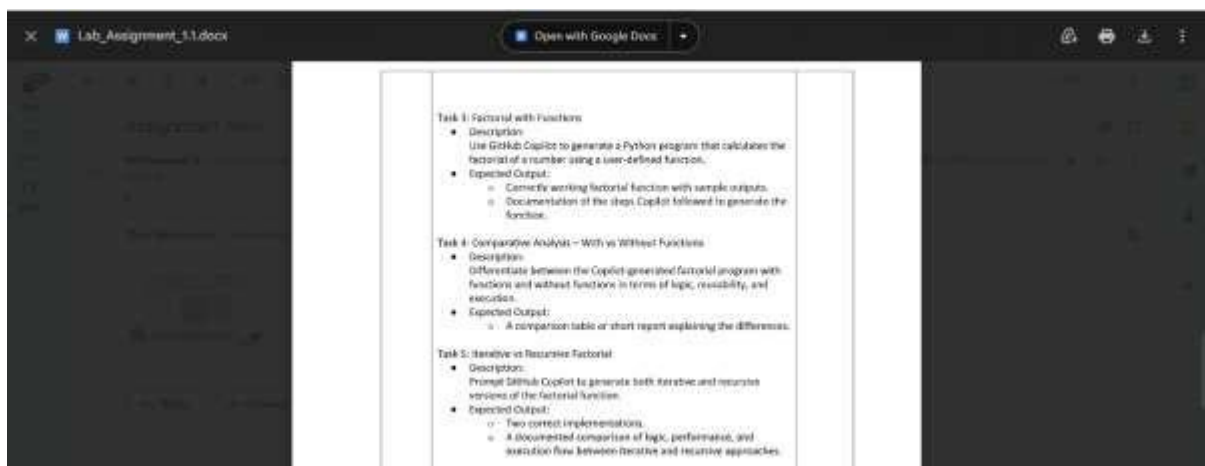 Lab_Assignment_1.1.docx
Open with Google Docs
Task 3: Factorial with Functions
● Description:
Use GitHub Copilot to generate a Python program that calculates the
factorial of a number using a user-defined function.
● Expected Output:
○ Correctly working factorial function with sample outputs.
○ Documentation of the steps Copilot followed to generate the
function.
Task 4: Comparative Analysis – With vs Without Functions
● Description:
Differentiate between the Copilot-generated factorial program with
functions and without functions in terms of logic, reusability, and
execution.
● Expected Output:
○ A comparison table or short report explaining the differences.
Task 5: Iterative vs Recursive Factorial
● Description:
Prompt GitHub Copilot to generate both iterative and recursive
versions of the factorial function.
● Expected Output:
○ Two correct implementations.
○ A documented comparison of logic, performance, and
execution flow between iterative and recursive approaches.